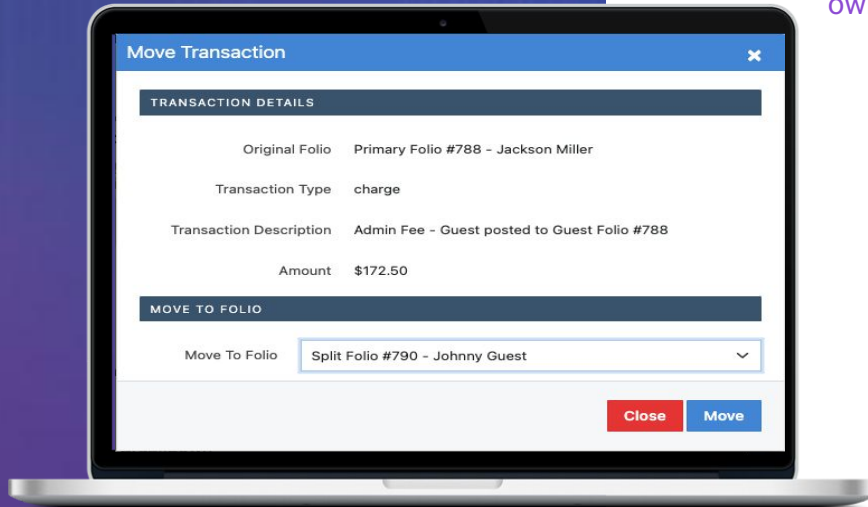 ow
Move Transaction
TRANSACTION DETAILS
Original Folio Primary Folio #788 - Jackson Miller
Transaction Type charge
Transaction Description Admin Fee - Guest posted to Guest Folio #788
Amount $172.50
MOVE TO FOLIO
Move To Folio Split Folio #790 - Johnny Guest
Close Move